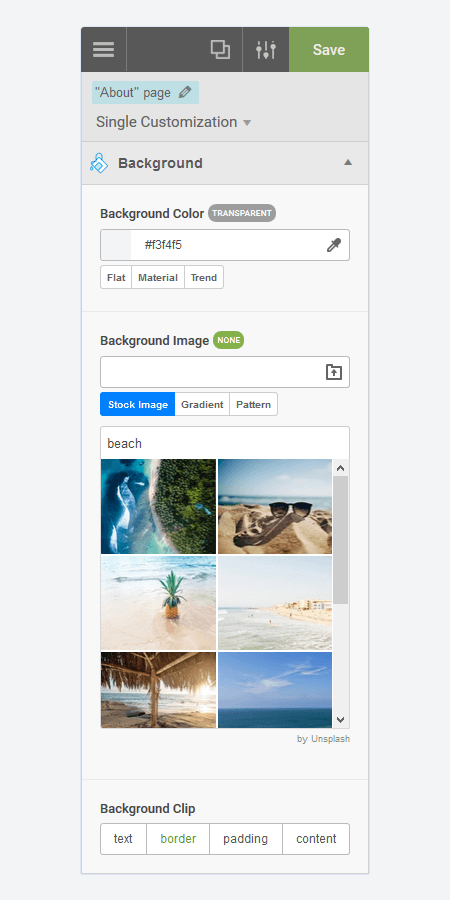 Save
"About" page
Single Customization
Background
Background Color TRANSPARENT
#f3f4f5
Flat Material Trend
Background Image NONE
Stock Image Gradient Pattern
beach
by Unsplash
Background Clip
text border padding content